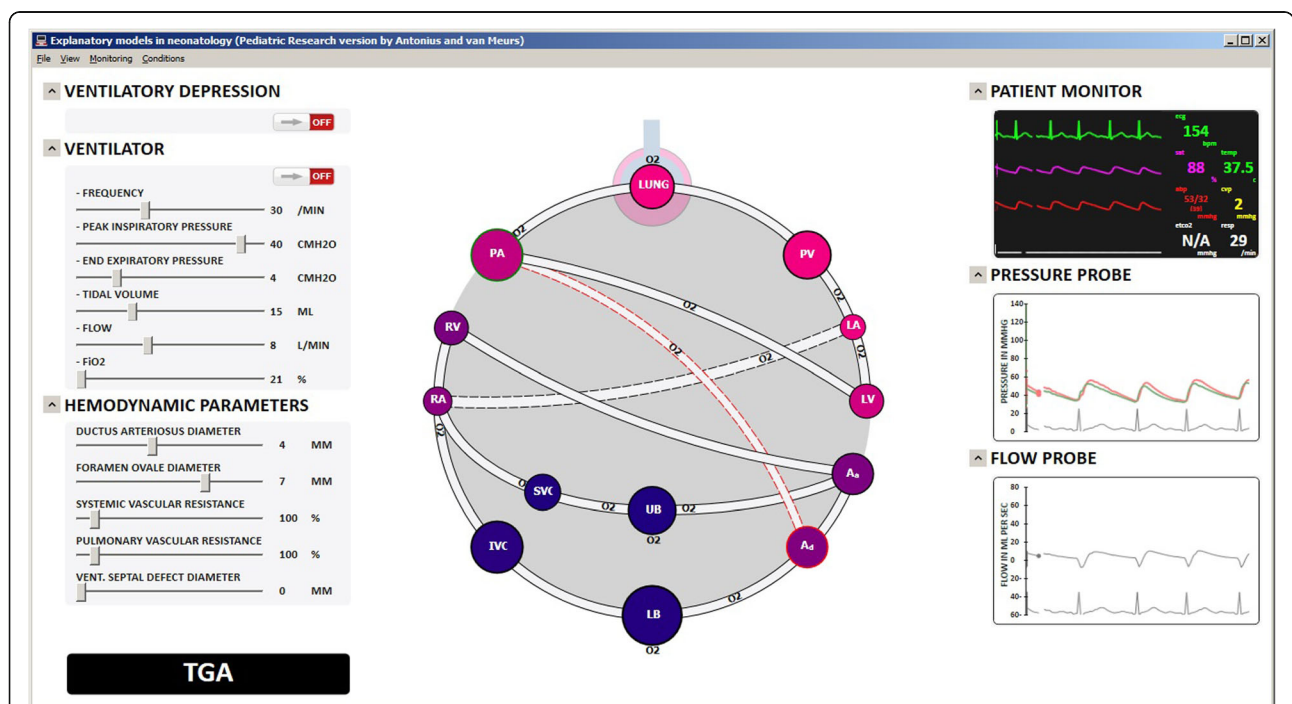 Explanatory models in neonatology (Pediatric Research version by Antonius and van Meurs)
File View Monitoring Conditions
VENTILATORY DEPRESSION
OFF
VENTILATOR
OFF
- FREQUENCY
30 /MIN
- PEAK INSPIRATORY PRESSURE
40 CMH2O
- END EXPIRATORY PRESSURE
4 CMH2O
- TIDAL VOLUME
15 ML
- FLOW
8 L/MIN
- FiO2
21 %
HEMODYNAMIC PARAMETERS
DUCTUS ARTERIOSUS DIAMETER
4 MM
FORAMEN OVALE DIAMETER
7 MM
SYSTEMIC VASCULAR RESISTANCE
100 %
PULMONARY VASCULAR RESISTANCE
100 %
VENT. SEPTAL DEFECT DIAMETER
0 MM
TGA
O2
LUNG
O2
PA
PV
O2
O2
RV
LA
O2
O2
O2
RA
LV
O2
Aa
SVC
O2
UB
O2
O2
IVC
Ad
LB
O2
O2
PATIENT MONITOR
ecg
154
bpm
sat
88
%
temp
37.5
c
abp
53/32
(39)
mmhg
cvp
2
mmhg
etco2
N/A
mmhg
resp
29
/min
PRESSURE PROBE
PRESSURE IN MMHG
140
120
100
80
60
40
20
0
FLOW PROBE
FLOW IN ML PER SEC
80
60
40
20
0
20-
40-
60-